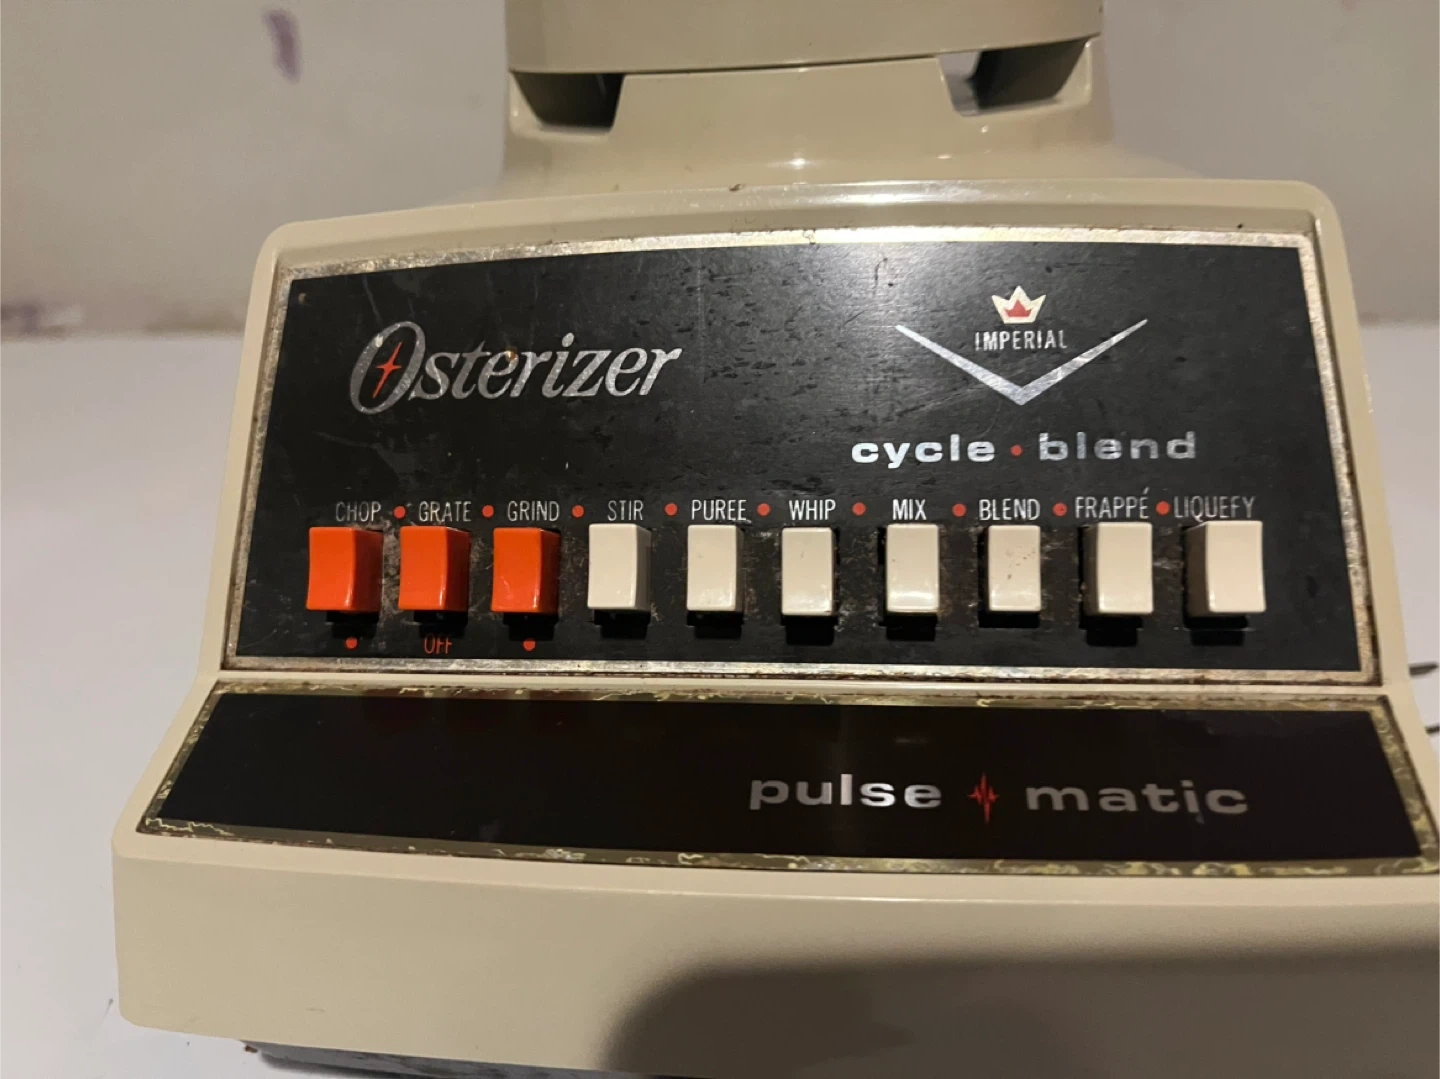 Osterizer
IMPERIAL
cycle • blend
CHOP • GRATE • GRIND • STIR • PUREE • WHIP • MIX • BLEND • FRAPPÉ • LIQUEFY
• OFF •
pulse matic